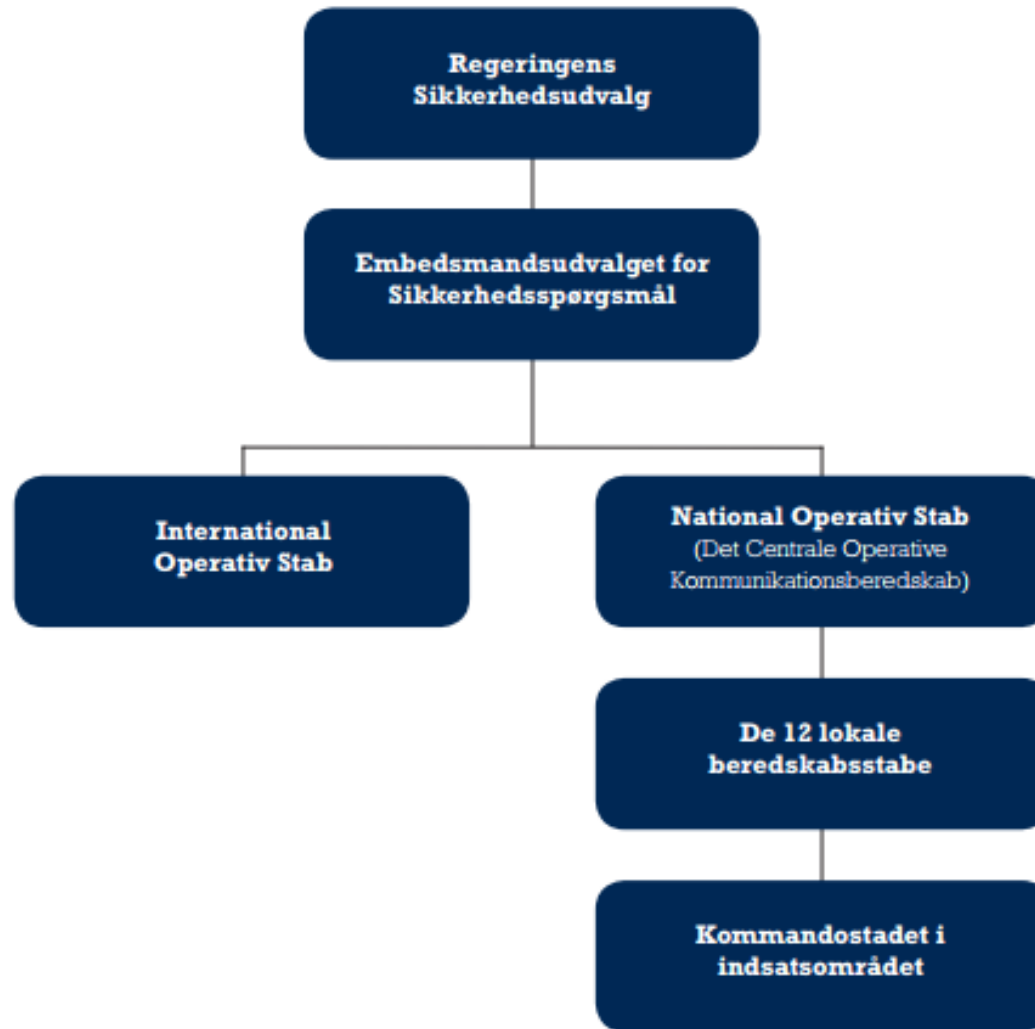 Regeringens
Sikkerhedsudvalg
Embedsmandsudvalget for
Sikkerhedsspørgsmål
International
Operativ Stab
National Operativ Stab
(Det Centrale Operative
Kommunikationsberedskab)
De 12 lokale
beredskabsstabe
Kommandostadet i
indsatsområdet